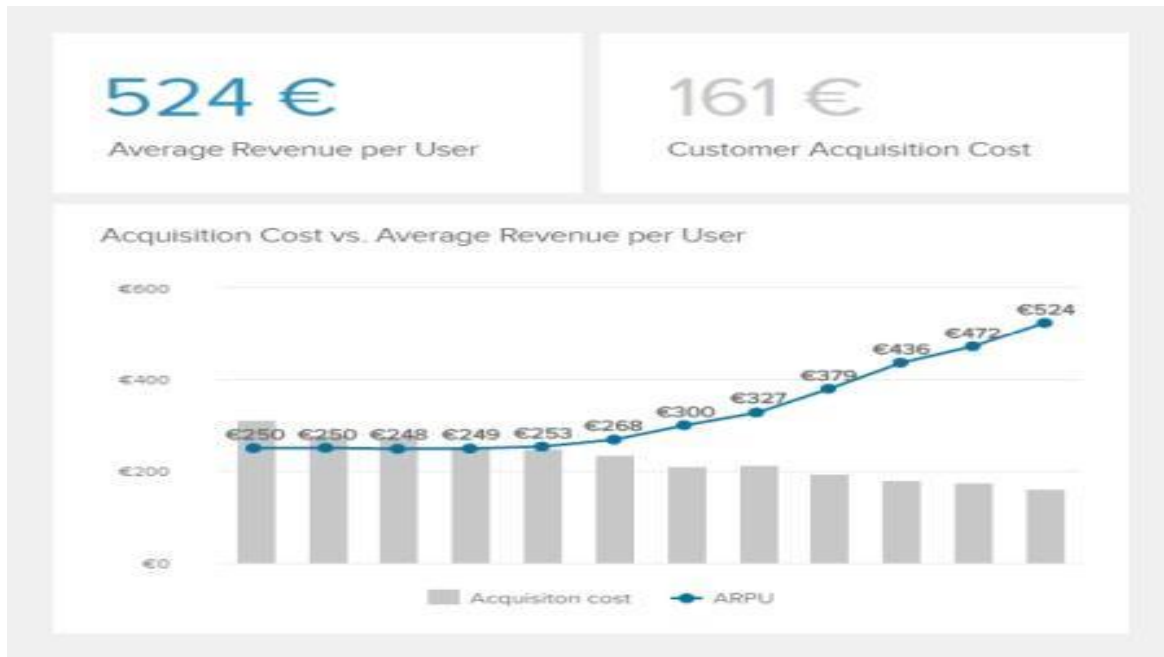 524 €
Average Revenue per User
161 €
Customer Acquisition Cost
Acquisition Cost vs. Average Revenue per User
€600
€400
€200
€0
€250 €250 €248 €249 €253 €268 €300 €327 €379 €436 €472 €524
Acquisiton cost ARPU